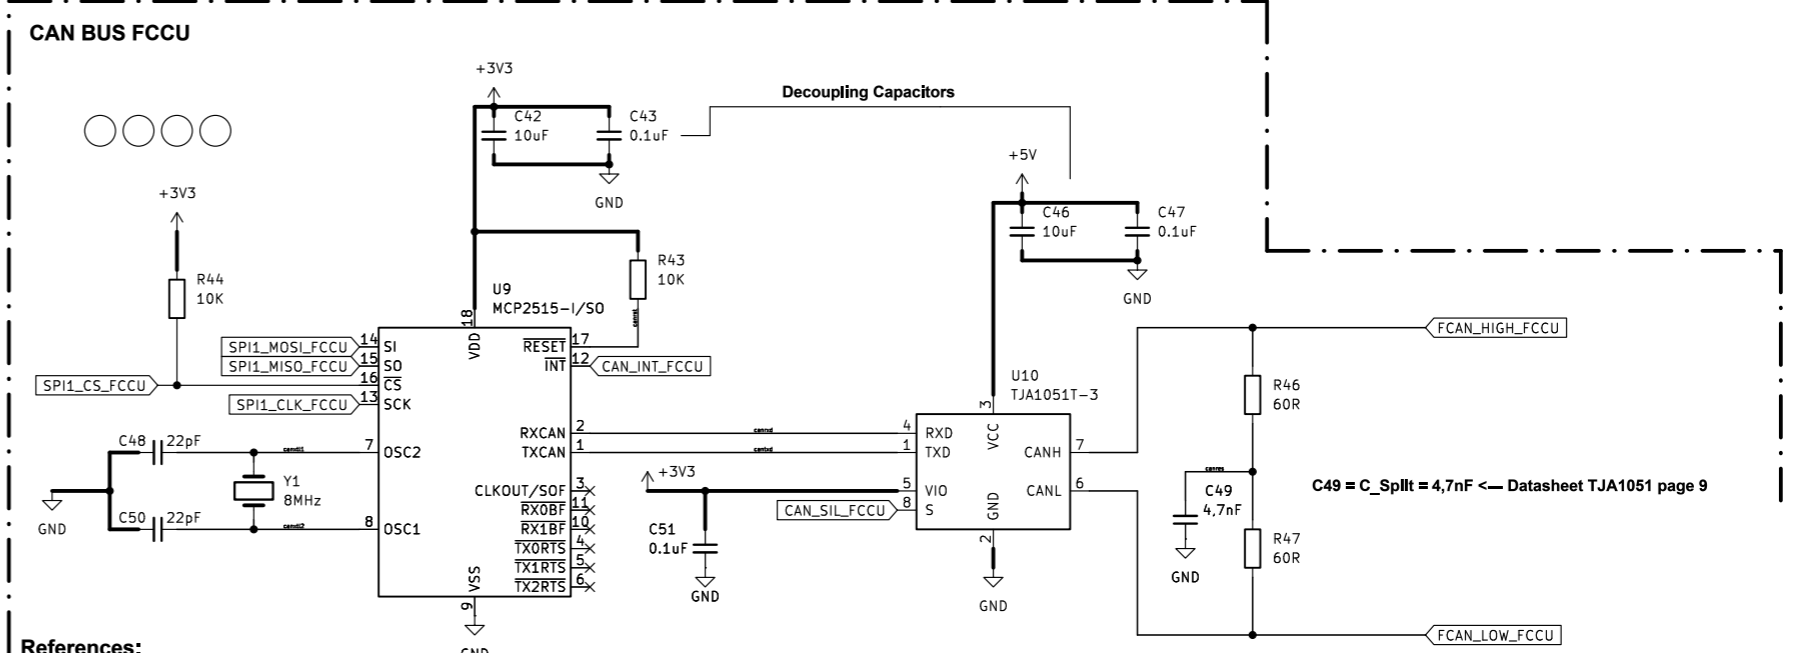 CAN BUS FCCU
+3V3
Decoupling Capacitors
C42
10uF
C43
0.1uF
GND
+5V
C46
10uF
C47
0.1uF
GND
+3V3
R44
10K
R43
10K
U9
MCP2515-I/SO
18
VDD
SPI1_MOSI_FCCU
14
SI
SPI1_MISO_FCCU
15
SO
SPI1_CS_FCCU
16
CS
SPI1_CLK_FCCU
13
SCK
RESET
17
INT
12
CAN_INT_FCCU
RXCAN
2
TXCAN
1
canrxd
cantxd
C48
22pF
7
OSC2
Y1
8MHz
GND
C50
22pF
8
OSC1
CLKOUT/SOF
3
RX0BF
11
RX1BF
10
TX0RTS
4
TX1RTS
5
TX2RTS
6
VSS
9
GND
+3V3
C51
0.1uF
GND
CAN_SIL_FCCU
U10
TJA1051T-3
3
VCC
4
RXD
1
TXD
5
VIO
8
S
CANH
7
CANL
6
GND
2
GND
FCAN_HIGH_FCCU
R46
60R
canres
C49
4,7nF
GND
R47
60R
C49 = C_Split = 4,7nF <— Datasheet TJA1051 page 9
FCAN_LOW_FCCU
References: